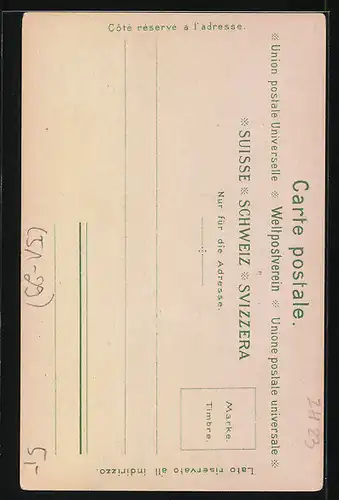 Carte postale.
※ Union postale Universelle ※ Weltpostverein ※ Unione postale universale ※
※ SUISSE ※ SCHWEIZ ※ SVIZZERA
Nur für die Adresse.
Marke.
Timbre.
Côté réservé à l'adresse.
Lato riservato all' indirizzo.